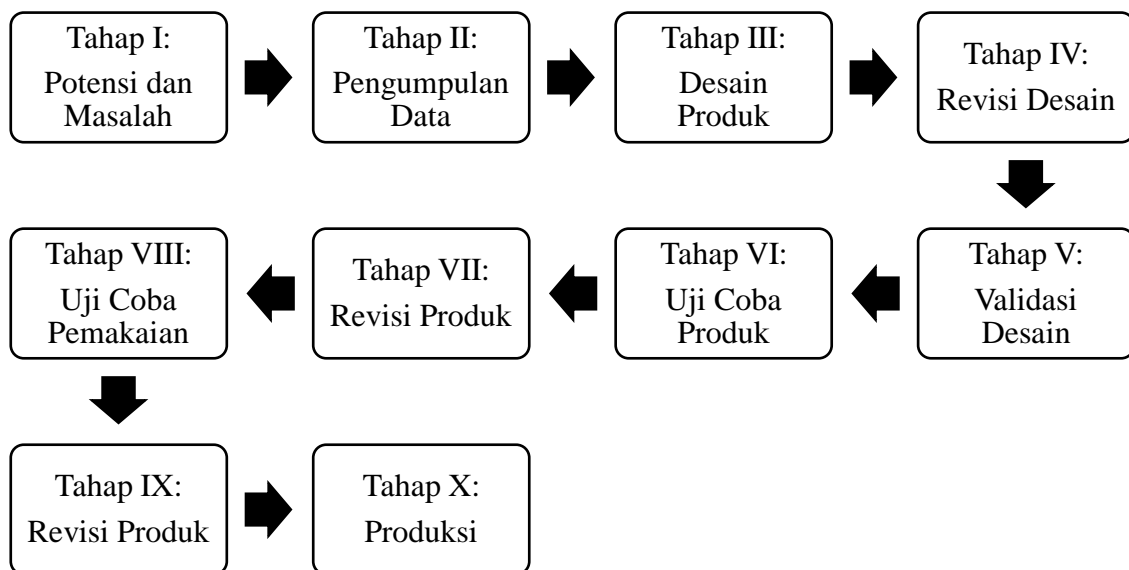 Tahap I:
Potensi dan
Masalah
Tahap II:
Pengumpulan
Data
Tahap III:
Desain
Produk
Tahap IV:
Revisi Desain
Tahap V:
Validasi
Desain
Tahap VI:
Uji Coba
Produk
Tahap VII:
Revisi Produk
Tahap VIII:
Uji Coba
Pemakaian
Tahap IX:
Revisi Produk
Tahap X:
Produksi